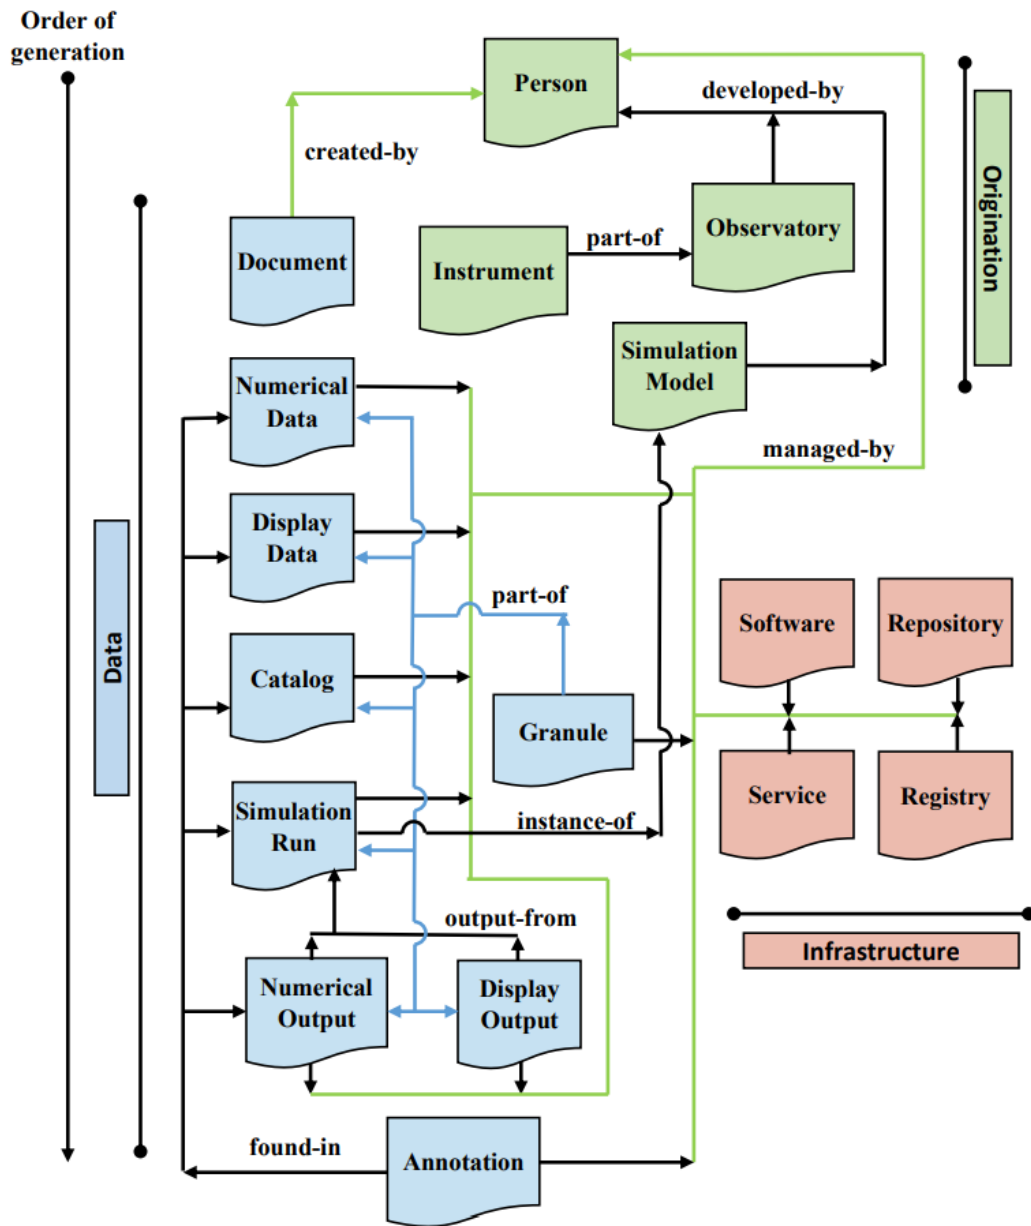 Order of
generation
Person
developed-by
created-by
Origination
Document
Instrument
part-of
Observatory
Simulation
Model
Numerical
Data
managed-by
Display
Data
Data
part-of
Software
Repository
Catalog
Granule
Service
Registry
Simulation
Run
instance-of
output-from
Infrastructure
Numerical
Output
Display
Output
found-in
Annotation